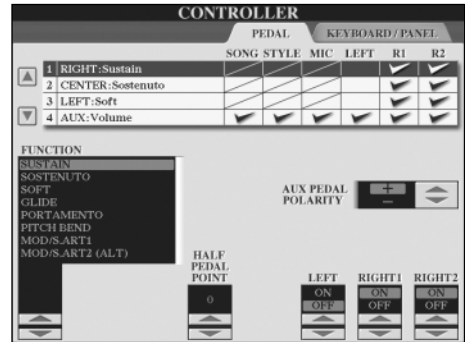 CONTROLLER
PEDAL KEYBOARD / PANEL
SONG STYLE MIC LEFT R1 R2
1 RIGHT:Sustain
2 CENTER:Sostenuto
3 LEFT:Soft
4 AUX:Volume
FUNCTION
SUSTAIN
SOSTENUTO
SOFT
GLIDE
PORTAMENTO
PITCH BEND
MOD/S.ART1
MOD/S.ART2 (ALT)
AUX PEDAL
POLARITY
+
−
HALF
PEDAL
POINT
0
LEFT RIGHT1 RIGHT2
ON ON ON
OFF OFF OFF